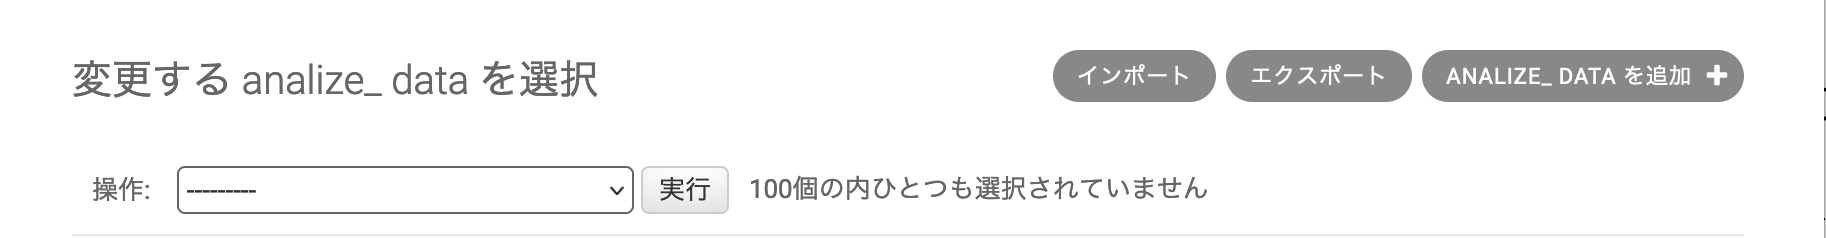 変更する analize_ data を選択
インポート
エクスポート
ANALIZE_ DATA を追加 +
操作: --------- 実行 100個の内ひとつも選択されていません